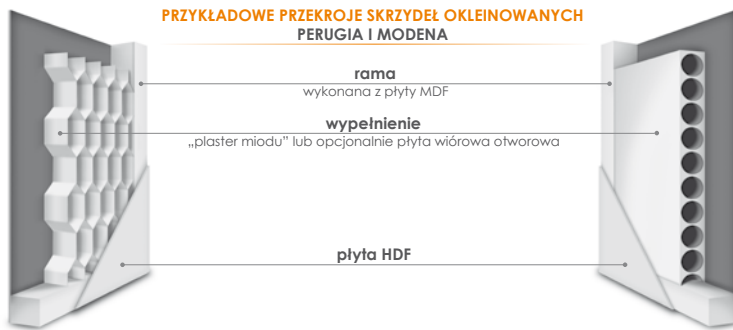 PRZYKŁADOWE PRZEKROJE SKRZYDEŁ OKLEINOWANYCH
PERUGIA I MODENA
rama
wykonana z płyty MDF
wypełnienie
„plaster miodu” lub opcjonalnie płyta wiórowa otworowa
płyta HDF